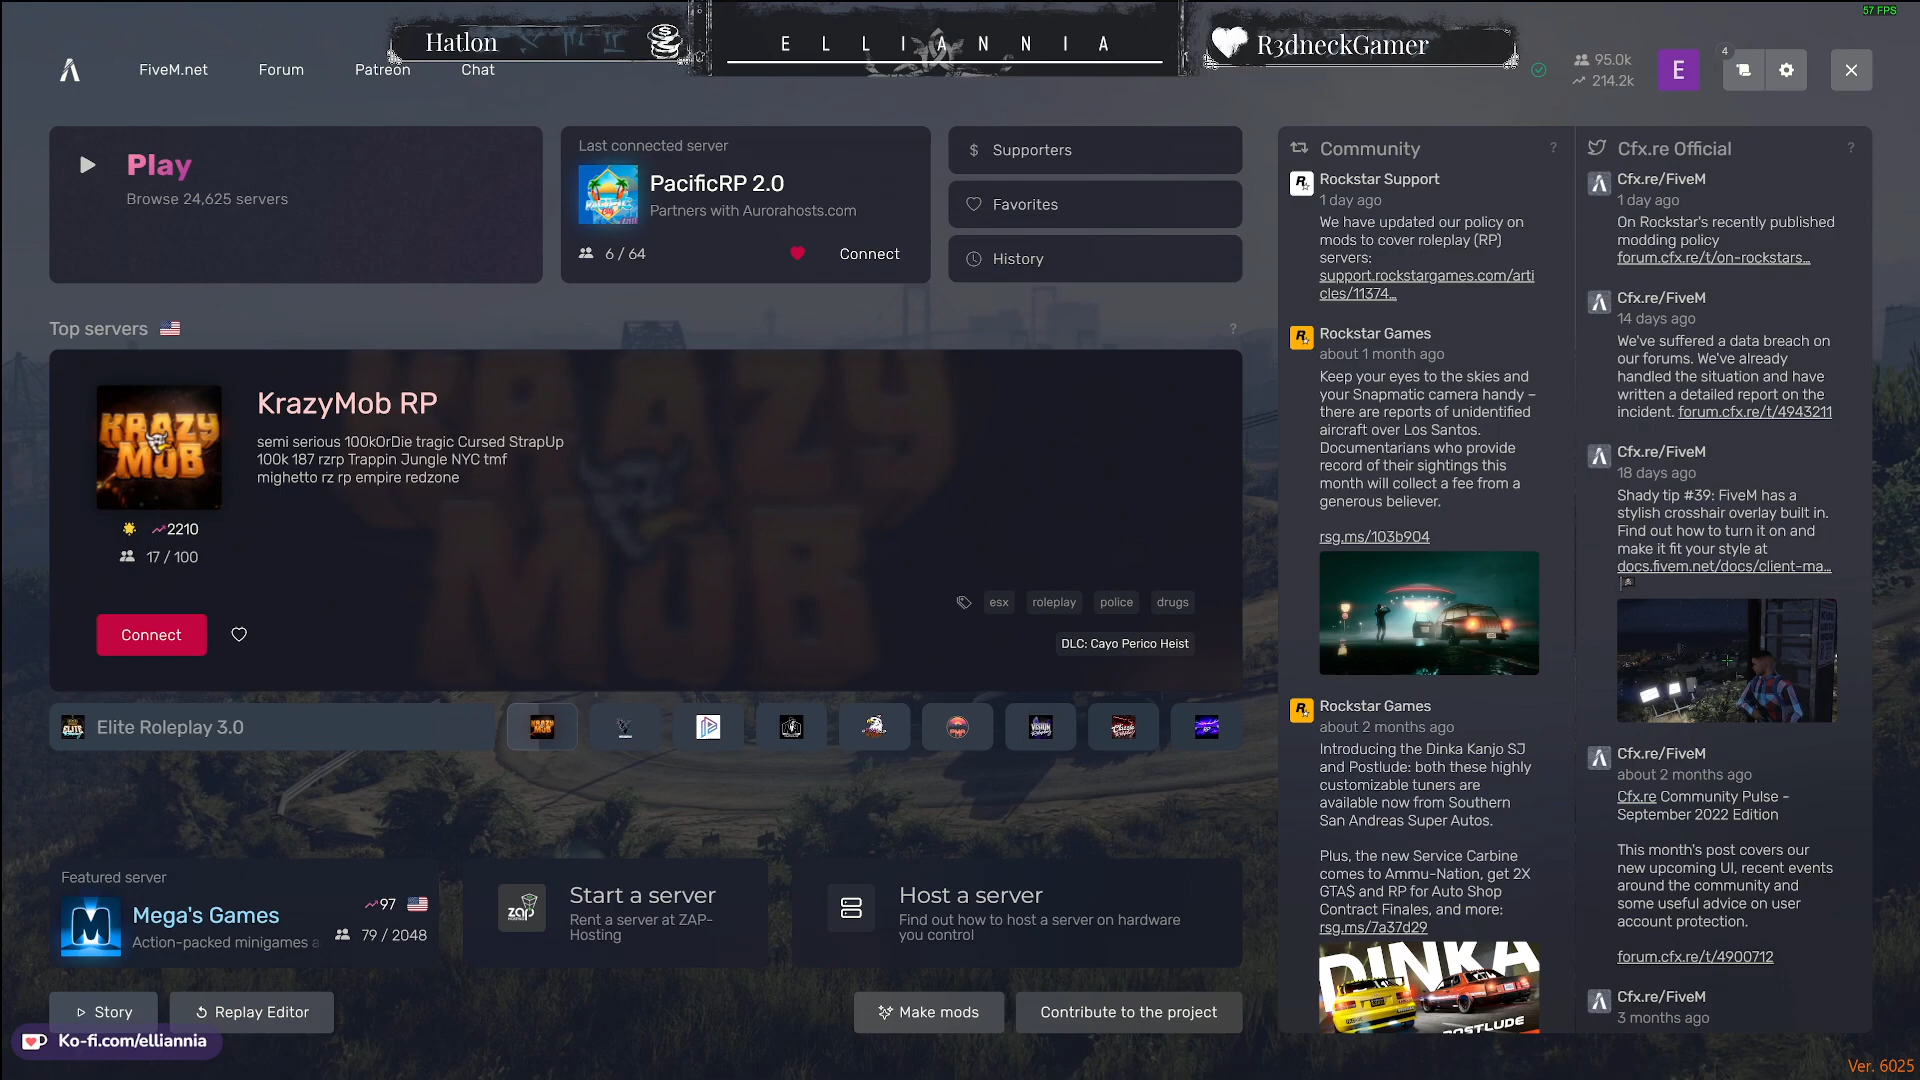 57 FPS
Hatlon
ELLIANNIA
R3dneckGamer
FiveM.net
Forum
Patreon
Chat
95.0k
214.2k
E
4
Play
Browse 24,625 servers
Last connected server
PacificRP 2.0
Partners with Aurorahosts.com
6 / 64
Connect
$ Supporters
Favorites
History
Top servers
?
KRAZY
MOB
KrazyMob RP
semi serious 100kOrDie tragic Cursed StrapUp
100k 187 rzrp Trappin Jungle NYC tmf
mighetto rz rp empire redzone
2210
17 / 100
Connect
esx
roleplay
police
drugs
DLC: Cayo Perico Heist
Elite Roleplay 3.0
Featured server
Mega's Games
Action-packed minigames a
97
79 / 2048
zap
Start a server
Rent a server at ZAP-
Hosting
Host a server
Find out how to host a server on hardware
you control
Story
Replay Editor
Make mods
Contribute to the project
Ko-fi.com/elliannia
Community
?
Rockstar Support
1 day ago
We have updated our policy on
mods to cover roleplay (RP)
servers:
support.rockstargames.com/arti
cles/11374…
Rockstar Games
about 1 month ago
Keep your eyes to the skies and
your Snapmatic camera handy –
there are reports of unidentified
aircraft over Los Santos.
Documentarians who provide
record of their sightings this
month will collect a fee from a
generous believer.
rsg.ms/103b904
Rockstar Games
about 2 months ago
Introducing the Dinka Kanjo SJ
and Postlude: both these highly
customizable tuners are
available now from Southern
San Andreas Super Autos.
Plus, the new Service Carbine
comes to Ammu-Nation, get 2X
GTA$ and RP for Auto Shop
Contract Finales, and more:
rsg.ms/7a37d29
DINKA
POSTLUDE
Cfx.re Official
?
Cfx.re/FiveM
1 day ago
On Rockstar's recently published
modding policy
forum.cfx.re/t/on-rockstars…
Cfx.re/FiveM
14 days ago
We've suffered a data breach on
our forums. We've already
handled the situation and have
written a detailed report on the
incident. forum.cfx.re/t/4943211
Cfx.re/FiveM
18 days ago
Shady tip #39: FiveM has a
stylish crosshair overlay built in.
Find out how to turn it on and
make it fit your style at
docs.fivem.net/docs/client-ma…
Cfx.re/FiveM
about 2 months ago
Cfx.re Community Pulse -
September 2022 Edition
This month's post covers our
new upcoming UI, recent events
around the community and
some useful advice on user
account protection.
forum.cfx.re/t/4900712
Cfx.re/FiveM
3 months ago
Ver. 6025